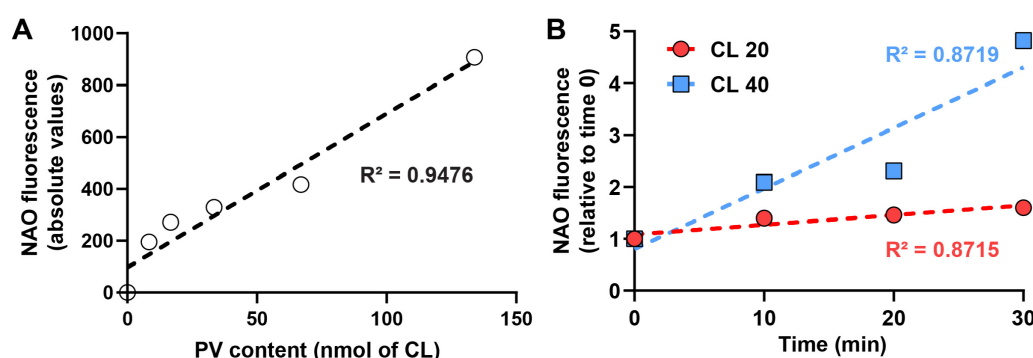 A
NAO fluorescence
(absolute values)
1000
800
600
400
200
0
R² = 0.9476
0
50
100
150
PV content (nmol of CL)
B
NAO fluorescence
(relative to time 0)
5
4
3
2
1
0
CL 20
CL 40
R² = 0.8719
R² = 0.8715
0
10
20
30
Time (min)